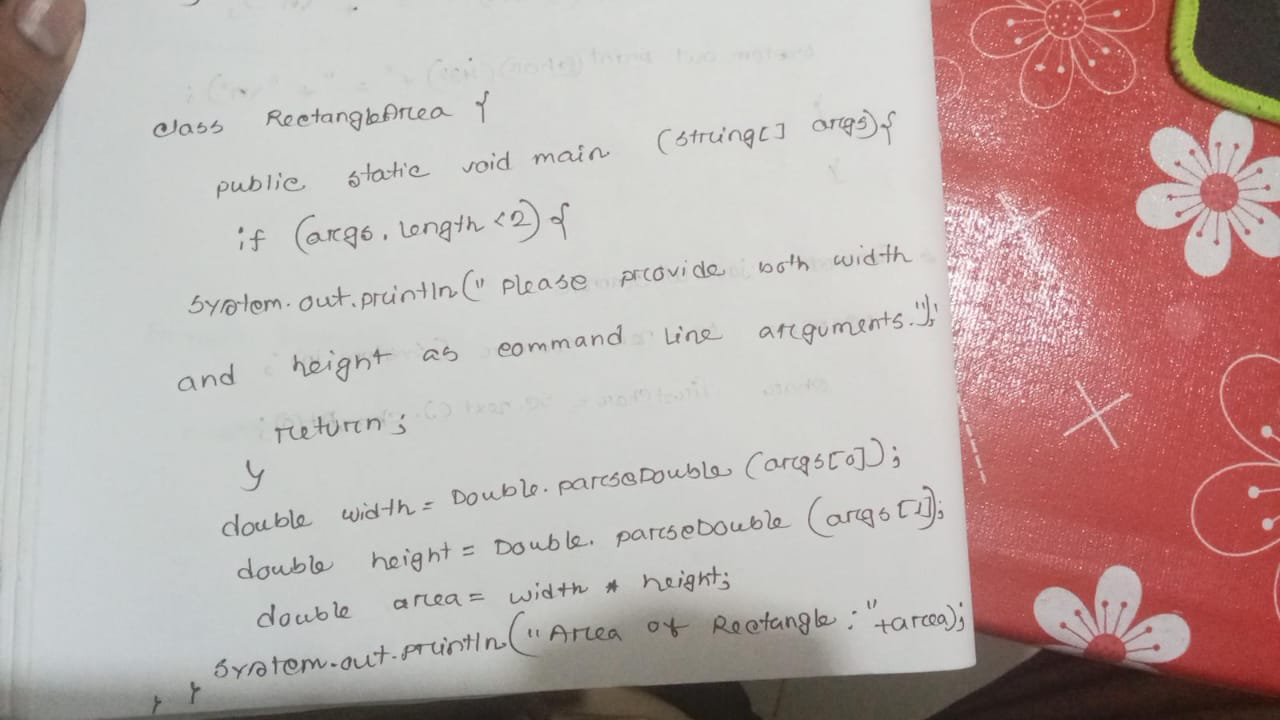 class RectangleArea {
public static void main (string[] args){
if (args.length <2) {
System.out.println(" please provide both width
and height as command line arguments.");
return;
}
double width = Double.parseDouble (args[0]);
double height = Double. parseDouble (args[1]);
double area = width * height;
System.out.println("Area of Rectangle : "+area);
} }